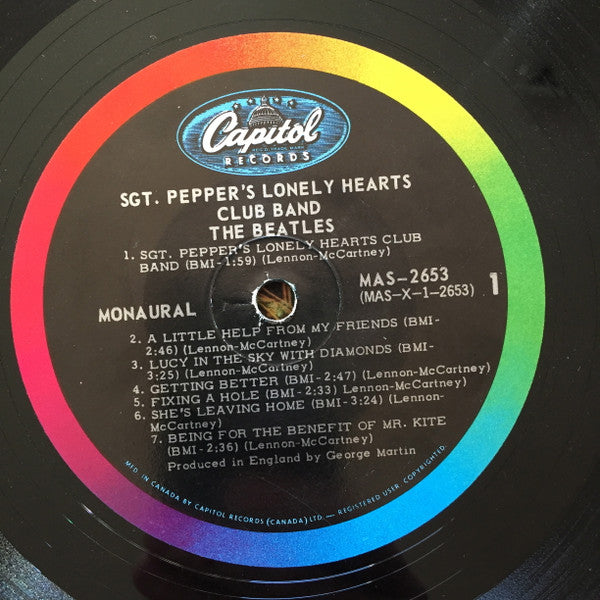 Capitol
REG'D. TRADE MARK
RECORDS
SGT. PEPPER'S LONELY HEARTS
CLUB BAND
THE BEATLES
1. SGT. PEPPER'S LONELY HEARTS CLUB
BAND (BMI-1:59) (Lennon-McCartney)
MONAURAL
MAS-2653
(MAS-X-1-2653)
1
2. A LITTLE HELP FROM MY FRIENDS (BMI-
2:46) (Lennon-McCartney)
3. LUCY IN THE SKY WITH DIAMONDS (BMI-
3:25) (Lennon-McCartney)
4. GETTING BETTER (BMI-2:47) (Lennon-McCartney)
5. FIXING A HOLE (BMI-2:33) Lennon-McCartney)
6. SHE'S LEAVING HOME (BMI-3:24) (Lennon-
McCartney)
7. BEING FOR THE BENEFIT OF MR. KITE
(BMI-2:36) (Lennon-McCartney)
Produced in England by George Martin
MFD. IN CANADA BY CAPITOL RECORDS (CANADA) LTD. REGISTERED USER. COPYRIGHTED.